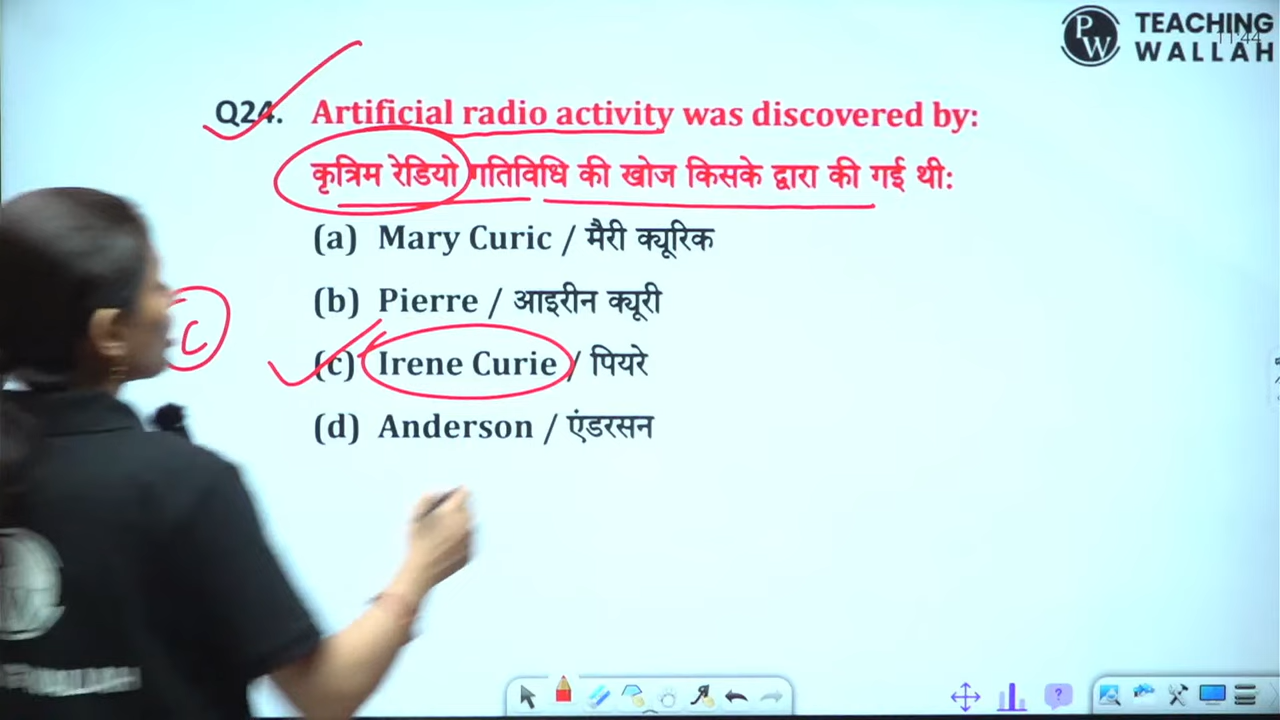 PW TEACHING
WALLAH
11:44
Q24. Artificial radio activity was discovered by:
कृत्रिम रेडियो गतिविधि की खोज किसके द्वारा की गई थी:
(a) Mary Curic / मैरी क्यूरिक
(b) Pierre / आइरीन क्यूरी
C
(c) Irene Curie / पियरे
(d) Anderson / एंडरसन